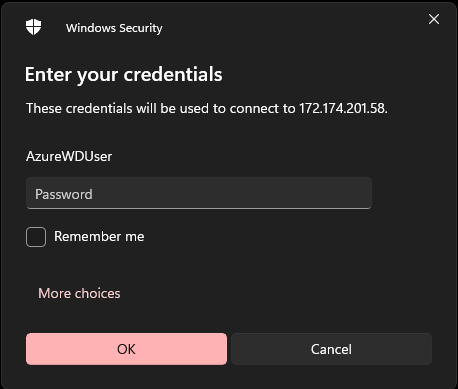 Windows Security
Enter your credentials
These credentials will be used to connect to 172.174.201.58.
AzureWDUser
Password
Remember me
More choices
OK
Cancel